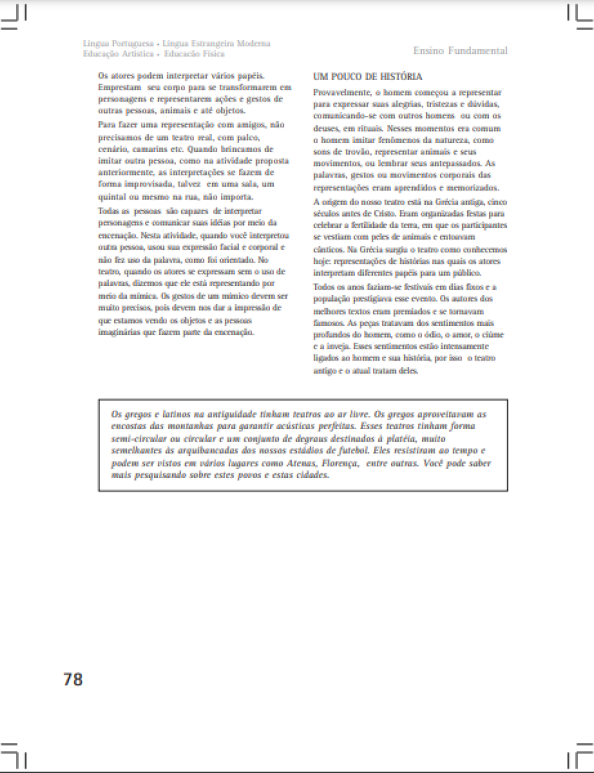 Língua Portuguesa • Língua Estrangeira Moderna
Educação Artística • Educação Física
Ensino Fundamental
Os atores podem interpretar vários papéis.
Emprestam seu corpo para se transformarem em
personagens e representarem ações e gestos de
outras pessoas, animais e até objetos.
Para fazer uma representação com amigos, não
precisamos de um teatro real, com palco,
cenário, camarins etc. Quando brincamos de
imitar outra pessoa, como na atividade proposta
anteriormente, as interpretações se fazem de
forma improvisada, talvez em uma sala, um
quintal ou mesmo na rua, não importa.
Todas as pessoas são capazes de interpretar
personagens e comunicar suas idéias por meio da
encenação. Nesta atividade, quando você interpretou
outra pessoa, usou sua expressão facial e corporal e
não fez uso da palavra, como foi orientado. No
teatro, quando os atores se expressam sem o uso de
palavras, dizemos que ele está representando por
meio da mímica. Os gestos de um mímico devem ser
muito precisos, pois devem nos dar a impressão de
que estamos vendo os objetos e as pessoas
imaginárias que fazem parte da encenação.
UM POUCO DE HISTÓRIA
Provavelmente, o homem começou a representar
para expressar suas alegrias, tristezas e dúvidas,
comunicando-se com outros homens ou com os
deuses, em rituais. Nesses momentos era comum
o homem imitar fenômenos da natureza, como
sons de trovão, representar animais e seus
movimentos, ou lembrar seus antepassados. As
palavras, gestos ou movimentos corporais das
representações eram aprendidos e memorizados.
A origem do nosso teatro está na Grécia antiga, cinco
séculos antes de Cristo. Eram organizadas festas para
celebrar a fertilidade da terra, em que os participantes
se vestiam com peles de animais e entoavam
cânticos. Na Grécia surgiu o teatro como conhecemos
hoje: representações de histórias nas quais os atores
interpretam diferentes papéis para um público.
Todos os anos faziam-se festivais em dias fixos e a
população prestigiava esse evento. Os autores dos
melhores textos eram premiados e se tornavam
famosos. As peças tratavam dos sentimentos mais
profundos do homem, como o ódio, o amor, o ciúme
e a inveja. Esses sentimentos estão intensamente
ligados ao homem e sua história, por isso o teatro
antigo e o atual tratam deles.
Os gregos e latinos na antiguidade tinham teatros ao ar livre. Os gregos aproveitavam as
encostas das montanhas para garantir acústicas perfeitas. Esses teatros tinham forma
semi-circular ou circular e um conjunto de degraus destinados à platéia, muito
semelhantes às arquibancadas dos nossos estádios de futebol. Eles resistiram ao tempo e
podem ser vistos em vários lugares como Atenas, Florença, entre outras. Você pode saber
mais pesquisando sobre estes povos e estas cidades.
78